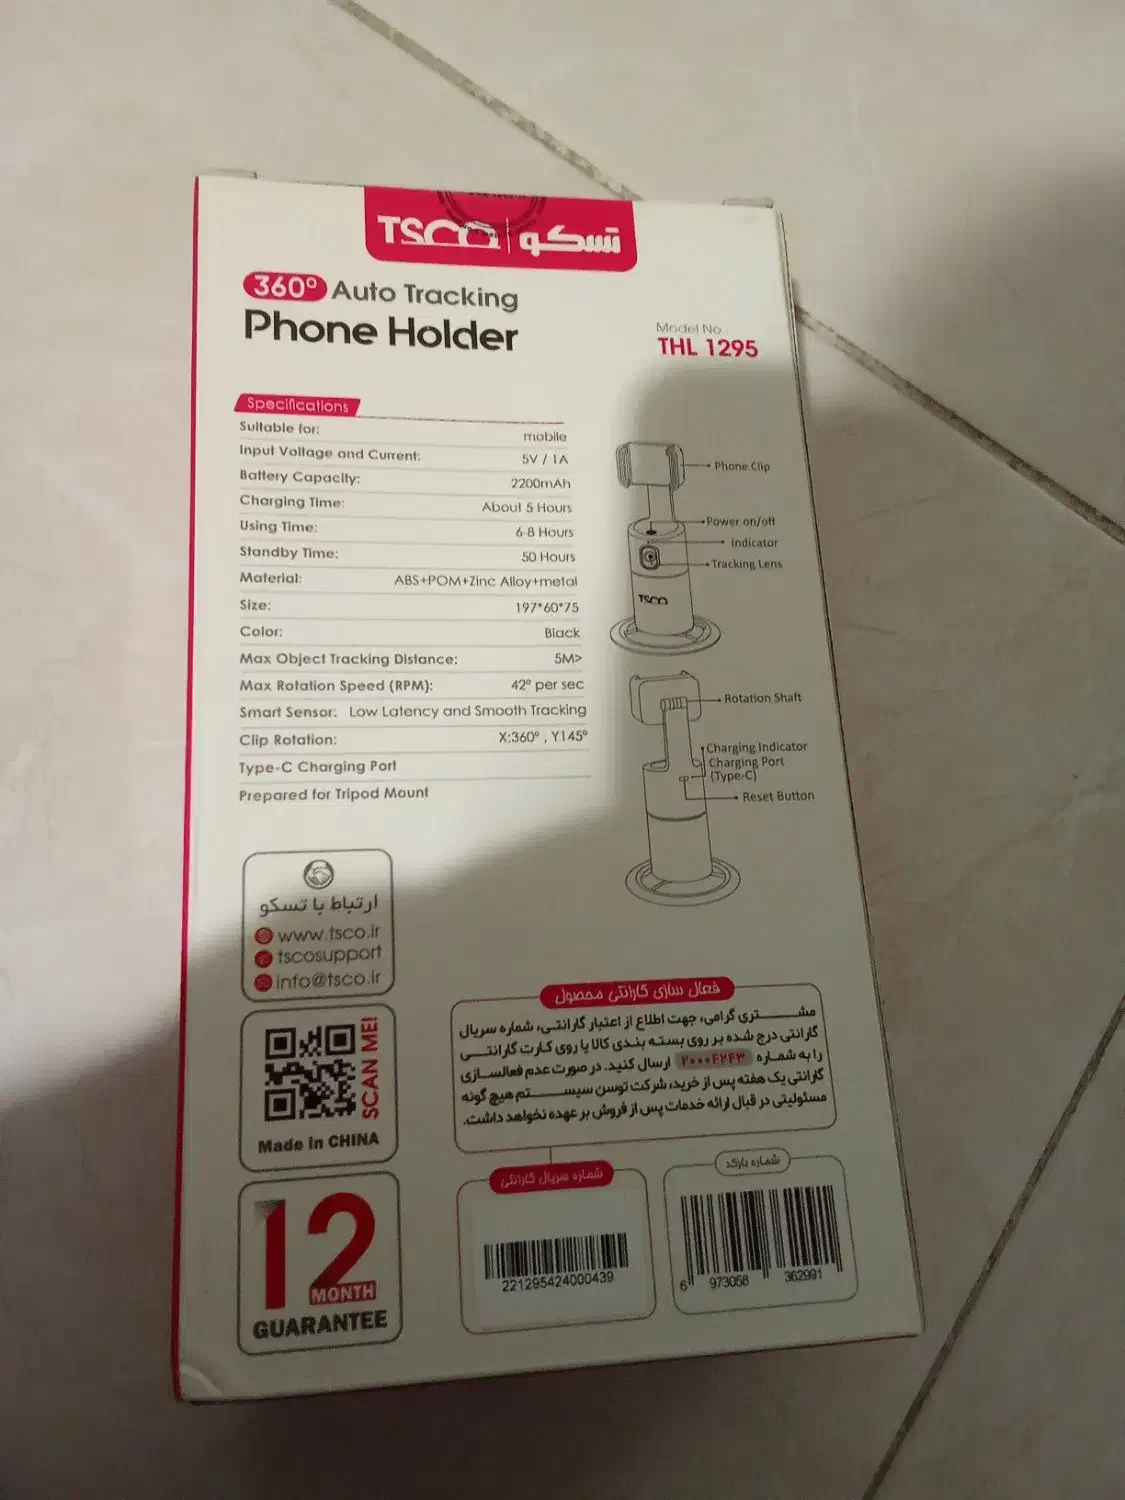 TSCO | تسکو
360° Auto Tracking
Phone Holder
Model No :
THL 1295
Specifications
Suitable for: mobile
Input Voltage and Current: 5V / 1A
Battery Capacity: 2200mAh
Charging Time: About 5 Hours
Using Time: 6-8 Hours
Standby Time: 50 Hours
Material: ABS+POM+Zinc Alloy+metal
Size: 197*60*75
Color: Black
Max Object Tracking Distance: 5M>
Max Rotation Speed (RPM): 42° per sec
Smart Sensor: Low Latency and Smooth Tracking
Clip Rotation: X:360° , Y145°
Type-C Charging Port
Prepared for Tripod Mount
Phone Clip
Power on/off
Indicator
Tracking Lens
TSCO
Rotation Shaft
Charging Indicator
Charging Port
(Type-C)
Reset Button
ارتباط با تسکو
www.tsco.ir
tscosupport
info@tsco.ir
SCAN ME!
Made in CHINA
12
MONTH
GUARANTEE
فعال سازی گارانتی محصول
مشتری گرامی، جهت اطلاع از اعتبار گارانتی، شماره سریال
گارانتی درج شده بر روی بسته بندی کالا یا روی کارت گارانتی
را به شماره ۲۰۰۰۴۲۴۳ ارسال کنید. در صورت عدم فعالسازی
گارانتی یک هفته پس از خرید، شرکت توسن سیستم هیچ گونه
مسئولیتی در قبال ارائه خدمات پس از فروش بر عهده نخواهد داشت.
شماره سریال گارانتی
221295424000439
شماره بارکد
6 973058 362991